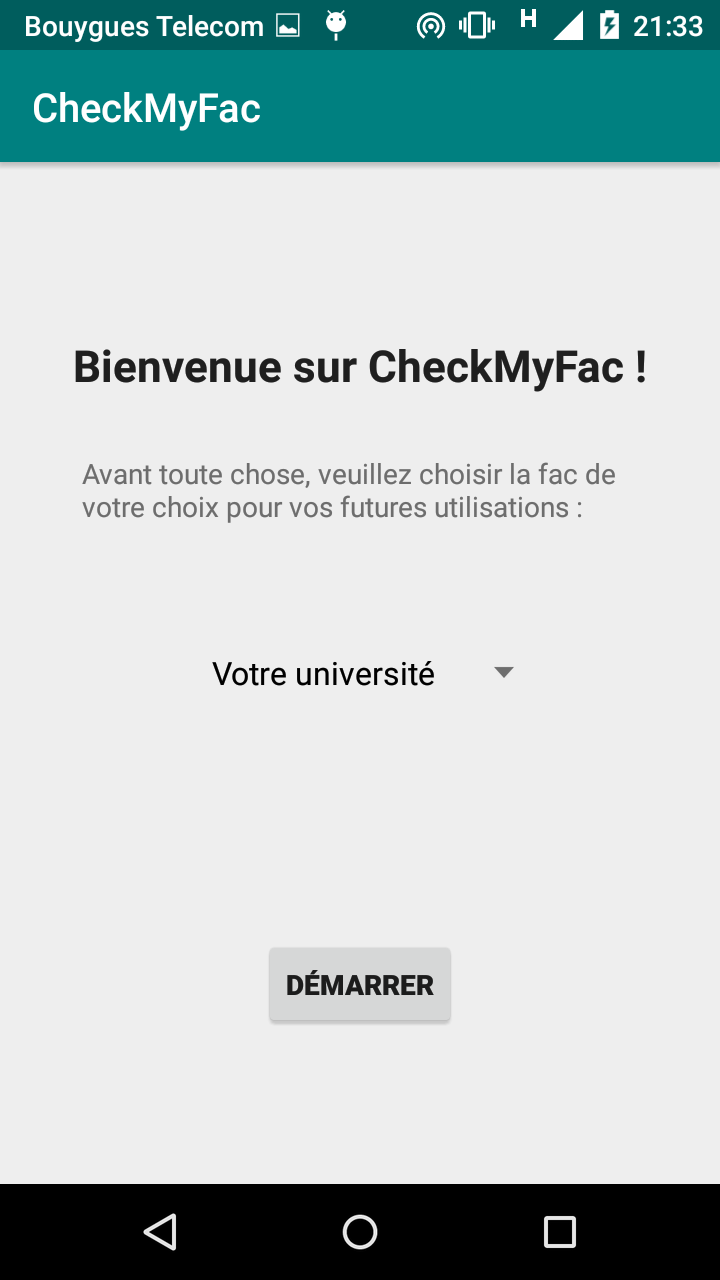 Bouygues Telecom H 21:33
CheckMyFac
Bienvenue sur CheckMyFac !
Avant toute chose, veuillez choisir la fac de
votre choix pour vos futures utilisations :
Votre université
DÉMARRER